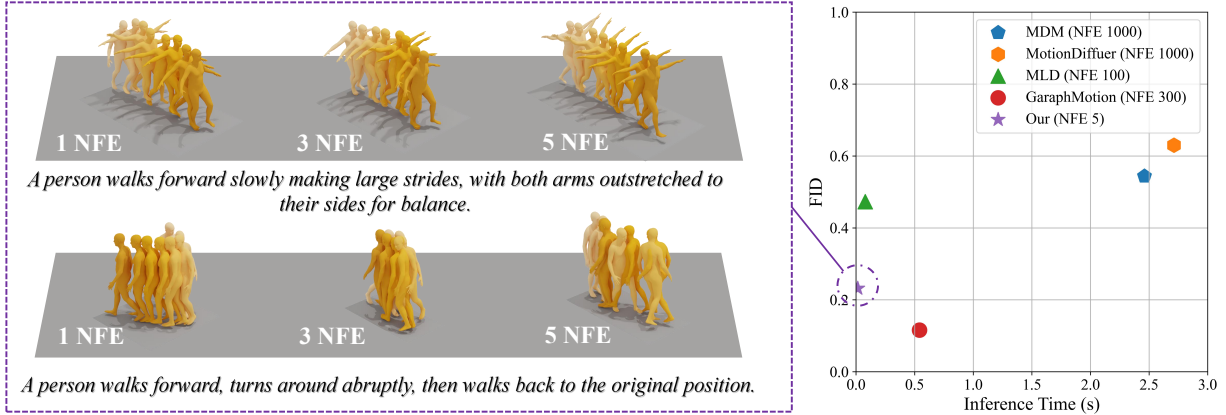 1 NFE
3 NFE
5 NFE
A person walks forward slowly making large strides, with both arms outstretched to
their sides for balance.
1 NFE
3 NFE
5 NFE
A person walks forward, turns around abruptly, then walks back to the original position.
MDM (NFE 1000)
MotionDiffuer (NFE 1000)
MLD (NFE 100)
GaraphMotion (NFE 300)
Our (NFE 5)
FID
1.0
0.8
0.6
0.4
0.2
0.0
0.0 0.5 1.0 1.5 2.0 2.5 3.0
Inference Time (s)